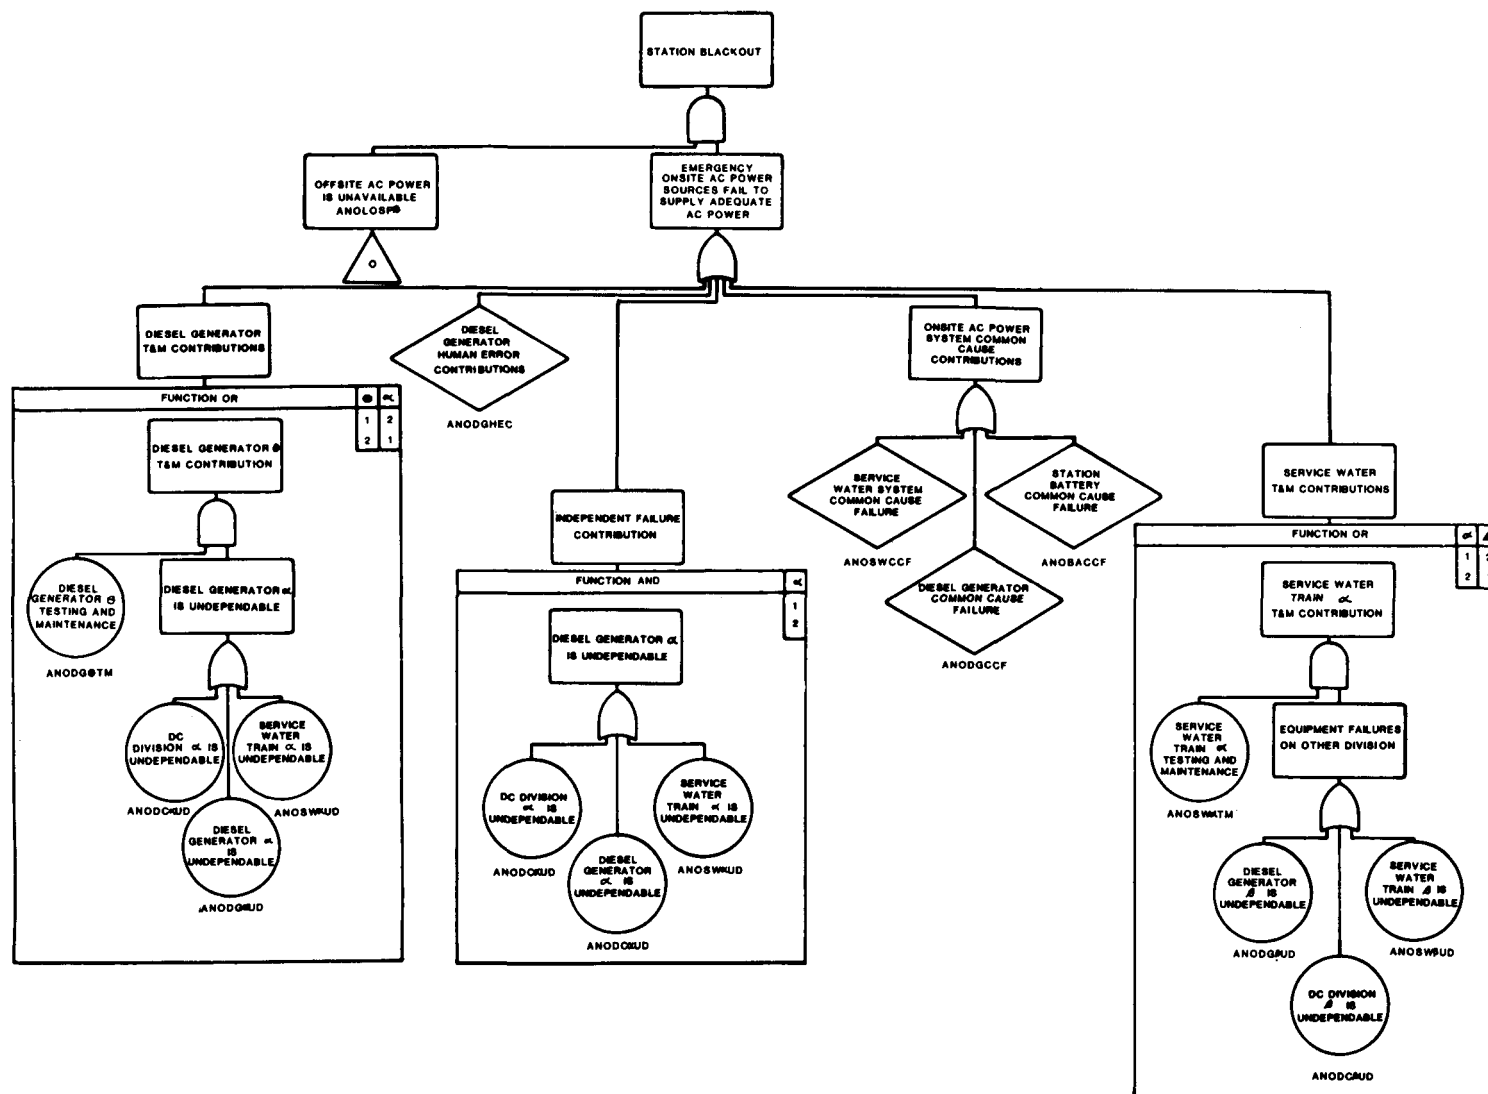 STATION BLACKOUT
OFFSITE AC POWER
IS UNAVAILABLE
EMERGENCY
ONSITE AC POWER
SOURCES FAIL TO
SUPPLY ADEQUATE
AC POWER
DIESEL GENERATOR
T&M CONTRIBUTIONS
DIESEL
GENERATOR
HUMAN ERROR
CONTRIBUTIONS
ANODGHEC
ONSITE AC POWER
SYSTEM COMMON
CAUSE
CONTRIBUTIONS
FUNCTION OR
Θ α
1 2
2 1
DIESEL GENERATOR Θ
T&M CONTRIBUTION
DIESEL
GENERATOR Θ
TESTING AND
MAINTENANCE
ANODGΘTM
DIESEL GENERATOR α
IS UNDEPENDABLE
DC
DIVISION α IS
UNDEPENDABLE
ANODCαUD
SERVICE
WATER
TRAIN α IS
UNDEPENDABLE
ANOSWαUD
DIESEL
GENERATOR α
IS
UNDEPENDABLE
ANODGαUD
INDEPENDENT FAILURE
CONTRIBUTION
FUNCTION AND
α
1
2
DIESEL GENERATOR α
IS UNDEPENDABLE
DC DIVISION
α IS
UNDEPENDABLE
ANODCαUD
SERVICE
WATER
TRAIN α IS
UNDEPENDABLE
ANOSWαUD
DIESEL
GENERATOR
α IS
UNDEPENDABLE
SERVICE
WATER SYSTEM
COMMON CAUSE
FAILURE
ANOSWCCF
STATION
BATTERY
COMMON CAUSE
FAILURE
ANOBACCF
DIESEL GENERATOR
COMMON CAUSE
FAILURE
ANODGCCF
SERVICE WATER
T&M CONTRIBUTIONS
FUNCTION OR
α
1
2
SERVICE WATER
TRAIN α
T&M CONTRIBUTION
SERVICE
WATER
TRAIN α
TESTING AND
MAINTENANCE
EQUIPMENT FAILURES
ON OTHER DIVISION
DIESEL
GENERATOR
β IS
UNDEPENDABLE
ANODGβUD
SERVICE
WATER
TRAIN β IS
UNDEPENDABLE
ANOSWβUD
DC DIVISION
β IS
UNDEPENDABLE
ANODCβUD